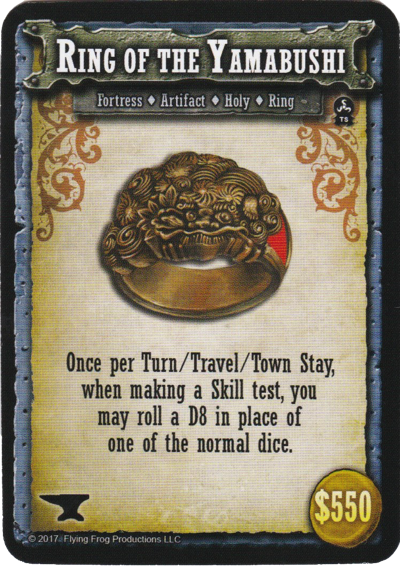 Ring of the Yamabushi
Fortress ♦ Artifact ♦ Holy ♦ Ring
TS
Once per Turn/Travel/Town Stay,
when making a Skill test, you
may roll a D8 in place of
one of the normal dice.
$550
© 2017 Flying Frog Productions LLC